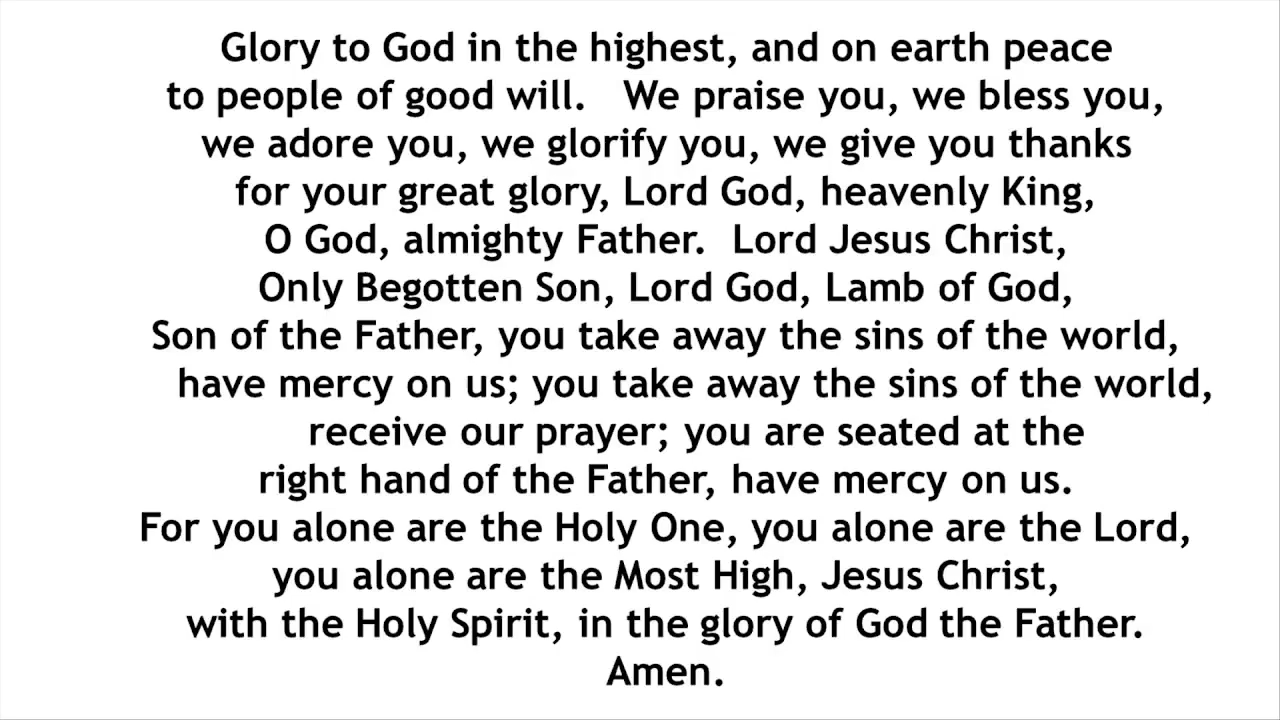 Glory to God in the highest, and on earth peace
to people of good will. We praise you, we bless you,
we adore you, we glorify you, we give you thanks
for your great glory, Lord God, heavenly King,
O God, almighty Father. Lord Jesus Christ,
Only Begotten Son, Lord God, Lamb of God,
Son of the Father, you take away the sins of the world,
have mercy on us; you take away the sins of the world,
receive our prayer; you are seated at the
right hand of the Father, have mercy on us.
For you alone are the Holy One, you alone are the Lord,
you alone are the Most High, Jesus Christ,
with the Holy Spirit, in the glory of God the Father.
Amen.